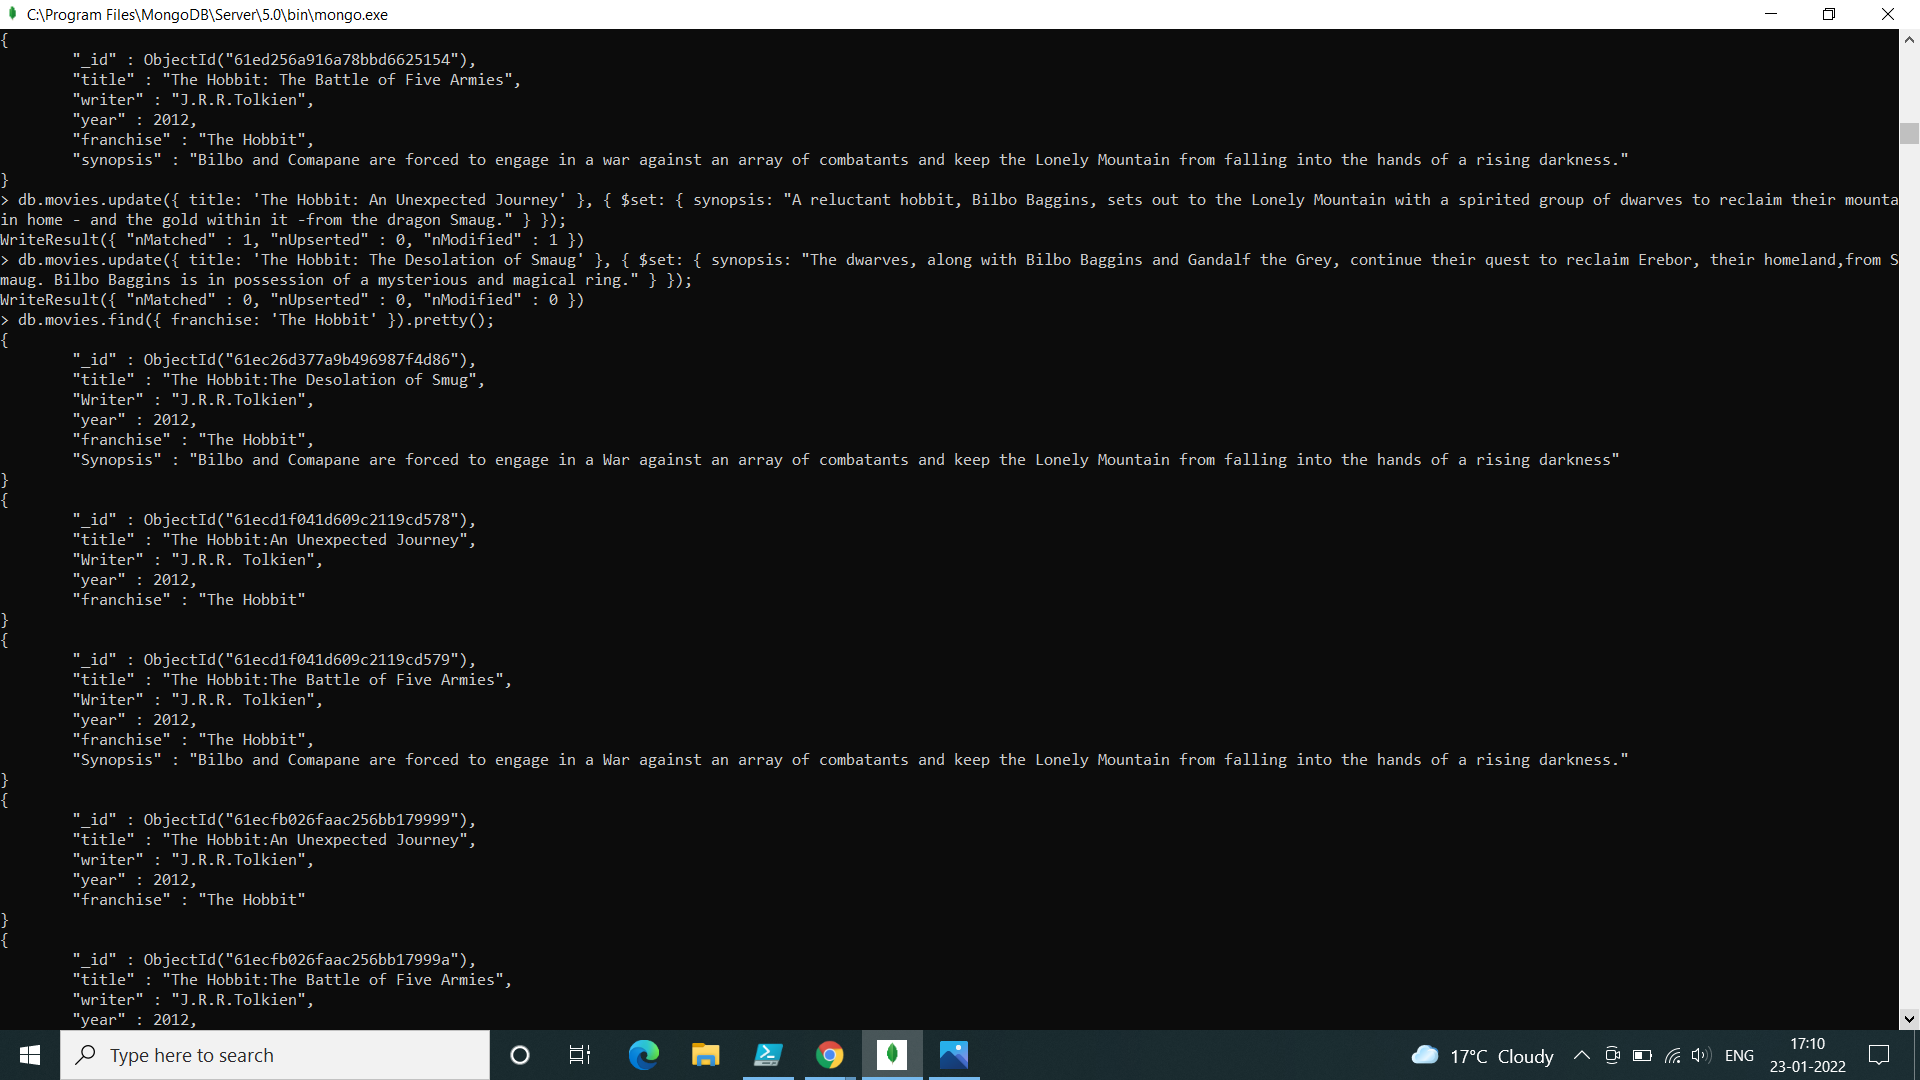 C:\Program Files\MongoDB\Server\5.0\bin\mongo.exe
{
"_id" : ObjectId("61ed256a916a78bbd6625154"),
"title" : "The Hobbit: The Battle of Five Armies",
"writer" : "J.R.R.Tolkien",
"year" : 2012,
"franchise" : "The Hobbit",
"synopsis" : "Bilbo and Comapane are forced to engage in a war against an array of combatants and keep the Lonely Mountain from falling into the hands of a rising darkness."
}
> db.movies.update({ title: 'The Hobbit: An Unexpected Journey' }, { $set: { synopsis: "A reluctant hobbit, Bilbo Baggins, sets out to the Lonely Mountain with a spirited group of dwarves to reclaim their mounta
in home - and the gold within it -from the dragon Smaug." } });
WriteResult({ "nMatched" : 1, "nUpserted" : 0, "nModified" : 1 })
> db.movies.update({ title: 'The Hobbit: The Desolation of Smaug' }, { $set: { synopsis: "The dwarves, along with Bilbo Baggins and Gandalf the Grey, continue their quest to reclaim Erebor, their homeland,from S
maug. Bilbo Baggins is in possession of a mysterious and magical ring." } });
WriteResult({ "nMatched" : 0, "nUpserted" : 0, "nModified" : 0 })
> db.movies.find({ franchise: 'The Hobbit' }).pretty();
{
"_id" : ObjectId("61ec26d377a9b496987f4d86"),
"title" : "The Hobbit:The Desolation of Smug",
"Writer" : "J.R.R.Tolkien",
"year" : 2012,
"franchise" : "The Hobbit",
"Synopsis" : "Bilbo and Comapane are forced to engage in a War against an array of combatants and keep the Lonely Mountain from falling into the hands of a rising darkness"
}
{
"_id" : ObjectId("61ecd1f041d609c2119cd578"),
"title" : "The Hobbit:An Unexpected Journey",
"Writer" : "J.R.R. Tolkien",
"year" : 2012,
"franchise" : "The Hobbit"
}
{
"_id" : ObjectId("61ecd1f041d609c2119cd579"),
"title" : "The Hobbit:The Battle of Five Armies",
"Writer" : "J.R.R. Tolkien",
"year" : 2012,
"franchise" : "The Hobbit",
"Synopsis" : "Bilbo and Comapane are forced to engage in a War against an array of combatants and keep the Lonely Mountain from falling into the hands of a rising darkness."
}
{
"_id" : ObjectId("61ecfb026faac256bb179999"),
"title" : "The Hobbit:An Unexpected Journey",
"writer" : "J.R.R.Tolkien",
"year" : 2012,
"franchise" : "The Hobbit"
}
{
"_id" : ObjectId("61ecfb026faac256bb17999a"),
"title" : "The Hobbit:The Battle of Five Armies",
"writer" : "J.R.R.Tolkien",
"year" : 2012,
Type here to search
17°C Cloudy
ENG
17:10
23-01-2022